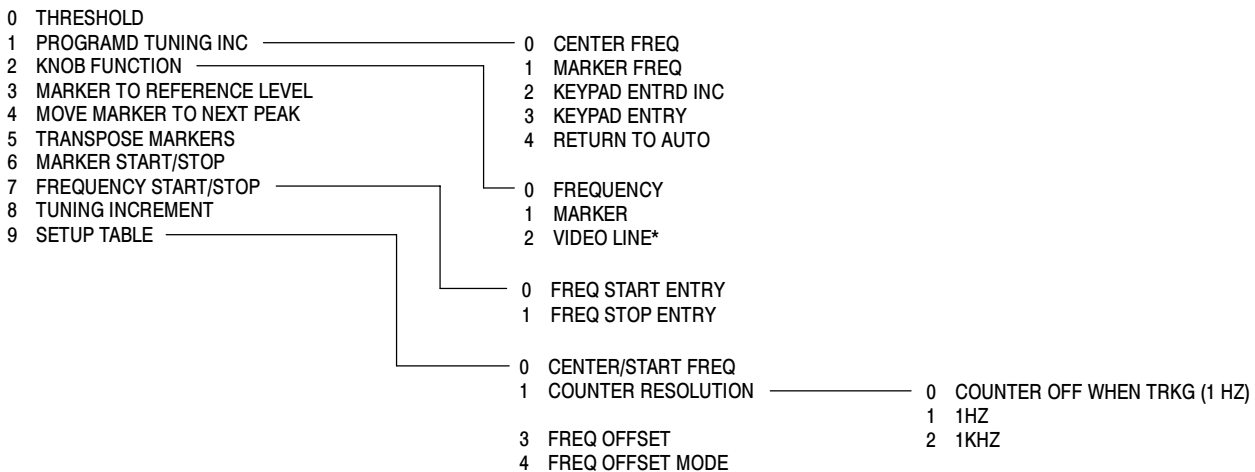 0 THRESHOLD
1 PROGRAMD TUNING INC
2 KNOB FUNCTION
3 MARKER TO REFERENCE LEVEL
4 MOVE MARKER TO NEXT PEAK
5 TRANSPOSE MARKERS
6 MARKER START/STOP
7 FREQUENCY START/STOP
8 TUNING INCREMENT
9 SETUP TABLE
0 CENTER FREQ
1 MARKER FREQ
2 KEYPAD ENTRD INC
3 KEYPAD ENTRY
4 RETURN TO AUTO
0 FREQUENCY
1 MARKER
2 VIDEO LINE*
0 FREQ START ENTRY
1 FREQ STOP ENTRY
0 CENTER/START FREQ
1 COUNTER RESOLUTION
3 FREQ OFFSET
4 FREQ OFFSET MODE
0 COUNTER OFF WHEN TRKG (1 HZ)
1 1HZ
2 1KHZ